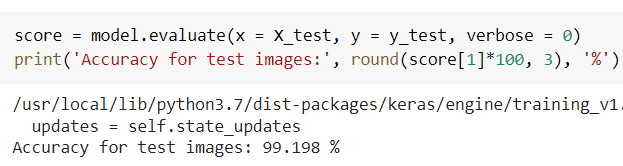 score = model.evaluate(x = X_test, y = y_test, verbose = 0)
print('Accuracy for test images:', round(score[1]*100, 3), '%')
/usr/local/lib/python3.7/dist-packages/keras/engine/training_v1.
updates = self.state_updates
Accuracy for test images: 99.198 %